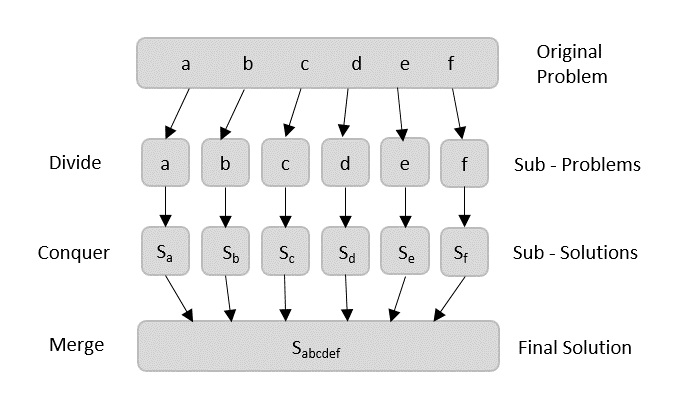 a b c d e f
Original
Problem
Divide
a b c d e f
Sub - Problems
Conquer
Sa Sb Sc Sd Se Sf
Sub - Solutions
Merge
Sabcdef
Final Solution